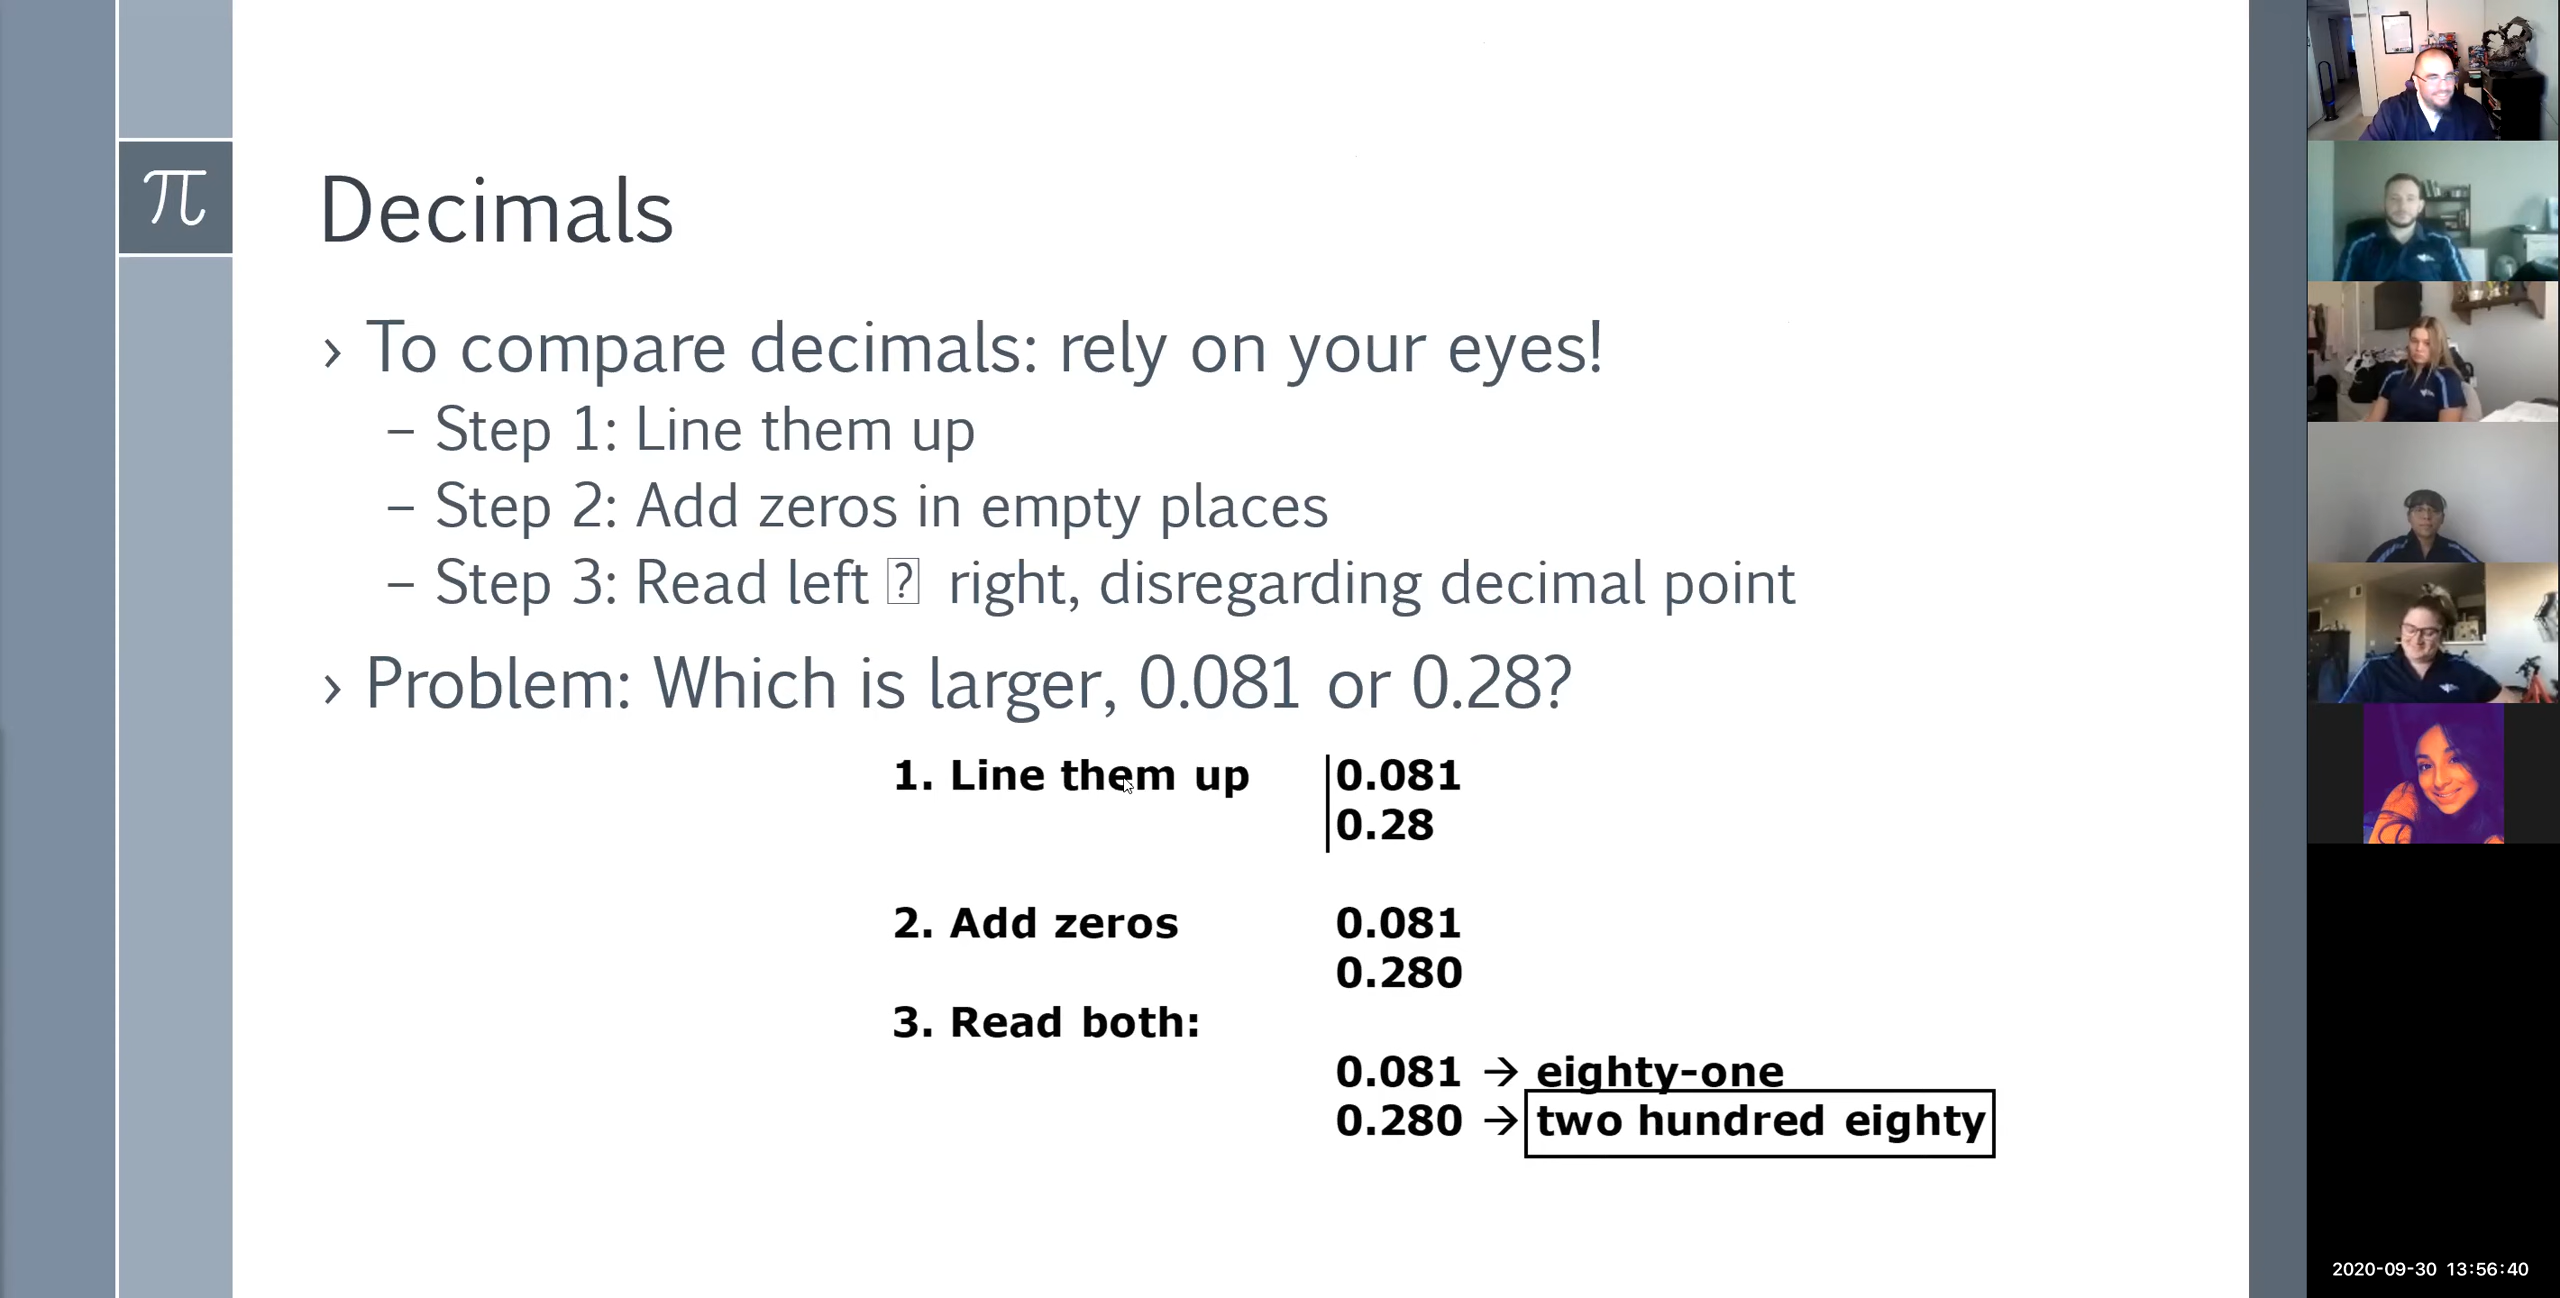 π
Decimals
› To compare decimals: rely on your eyes!
– Step 1: Line them up
– Step 2: Add zeros in empty places
– Step 3: Read left ? right, disregarding decimal point
› Problem: Which is larger, 0.081 or 0.28?
1. Line them up 0.081
0.28
2. Add zeros 0.081
0.280
3. Read both:
0.081 → eighty-one
0.280 → two hundred eighty
2020-09-30 13:56:40